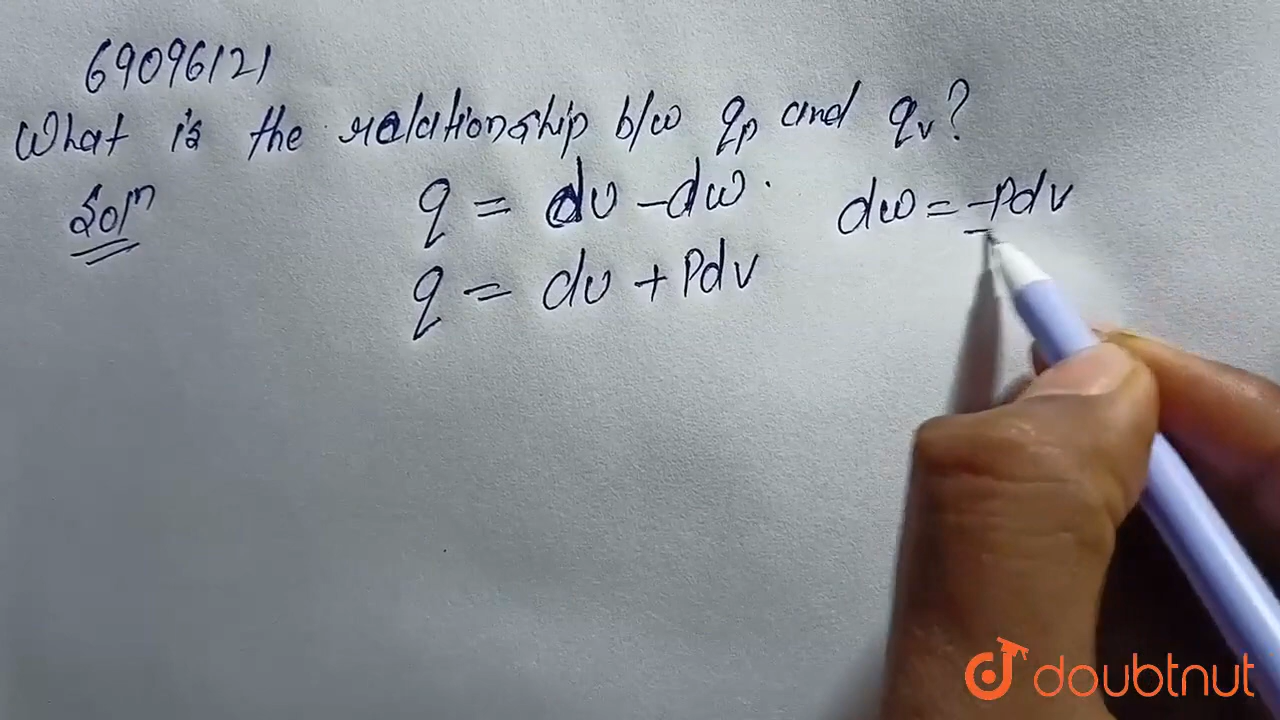 69096121
What is the relationship b/w qp and qv?
Soln
q = dU - dw.
dw = -Pdv
q = dU + Pdv
doubtnut